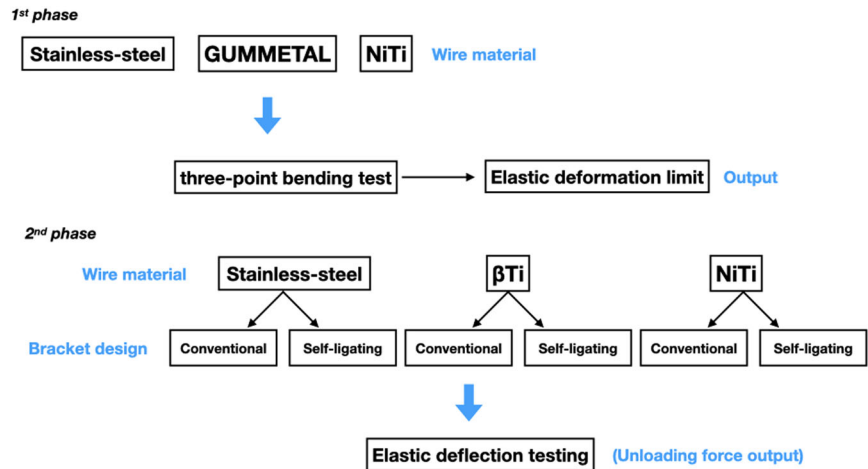 1st phase
Stainless-steel GUMMETAL NiTi Wire material
three-point bending test Elastic deformation limit Output
2nd phase
Wire material Stainless-steel βTi NiTi
Bracket design Conventional Self-ligating Conventional Self-ligating Conventional Self-ligating
Elastic deflection testing (Unloading force output)